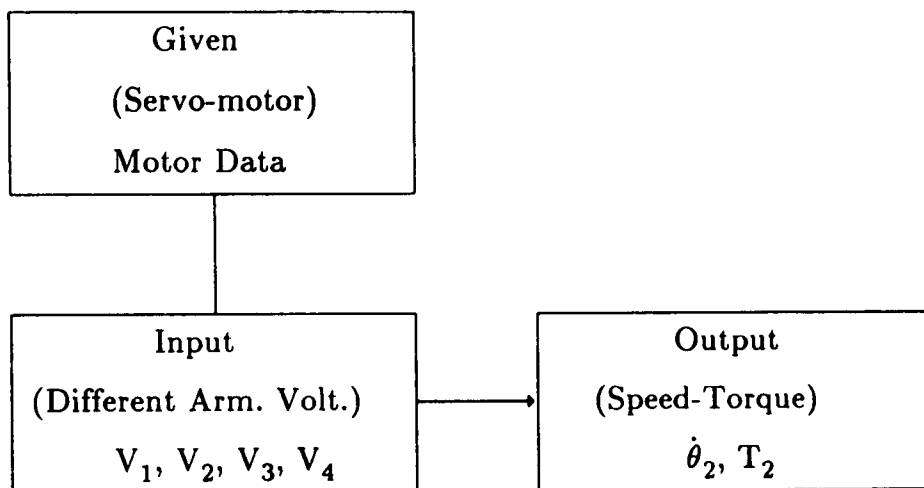 Given
(Servo-motor)
Motor Data
Input
(Different Arm. Volt.)
V₁, V₂, V₃, V₄
Output
(Speed-Torque)
θ̇₂, T₂